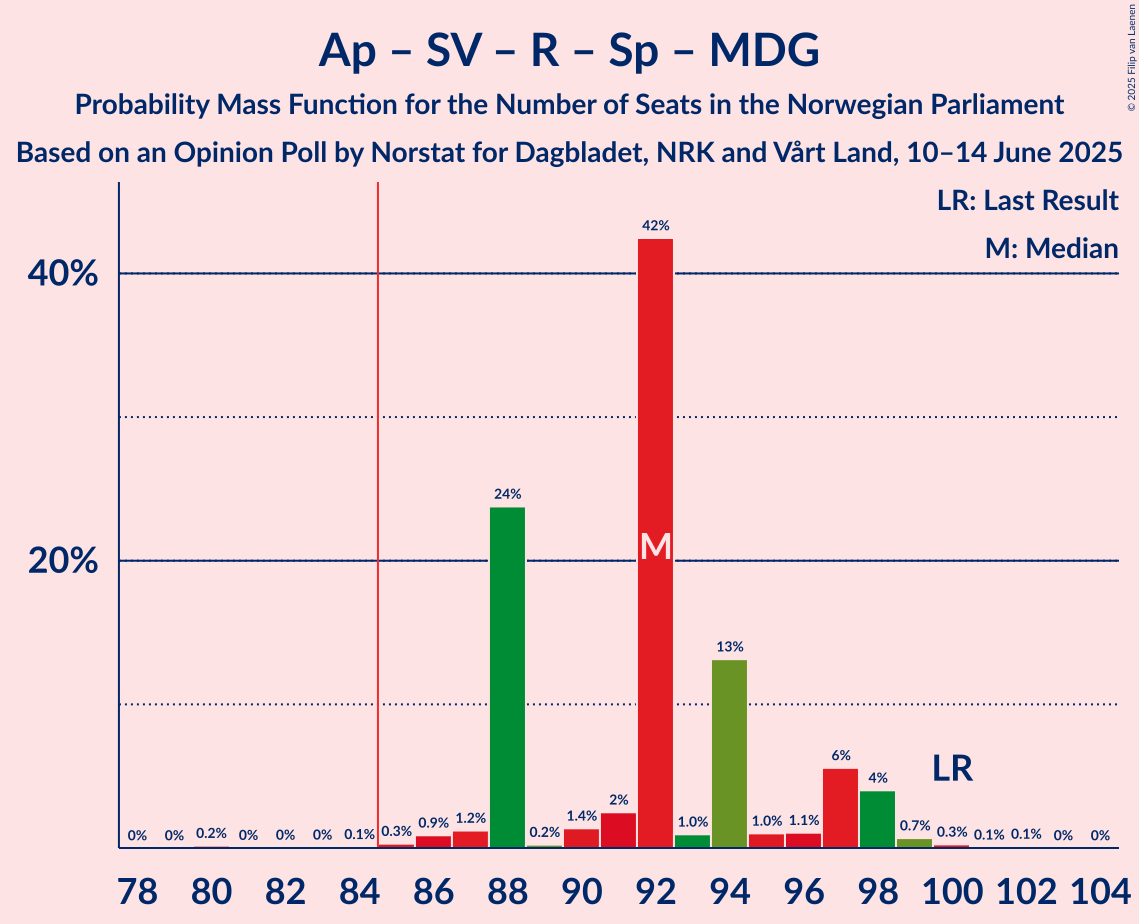 Ap – SV – R – Sp – MDG
Probability Mass Function for the Number of Seats in the Norwegian Parliament
Based on an Opinion Poll by Norstat for Dagbladet, NRK and Vårt Land, 10–14 June 2025
© 2025 Filip van Laenen
LR: Last Result
M: Median
40%
20%
0% 0% 0.2% 0% 0% 0% 0.1% 0.3% 0.9% 1.2% 24% 0.2% 1.4% 2% 42% 1.0% 13% 1.0% 1.1% 6% 4% 0.7% 0.3% 0.1% 0.1% 0% 0%
M
LR
78 80 82 84 86 88 90 92 94 96 98 100 102 104